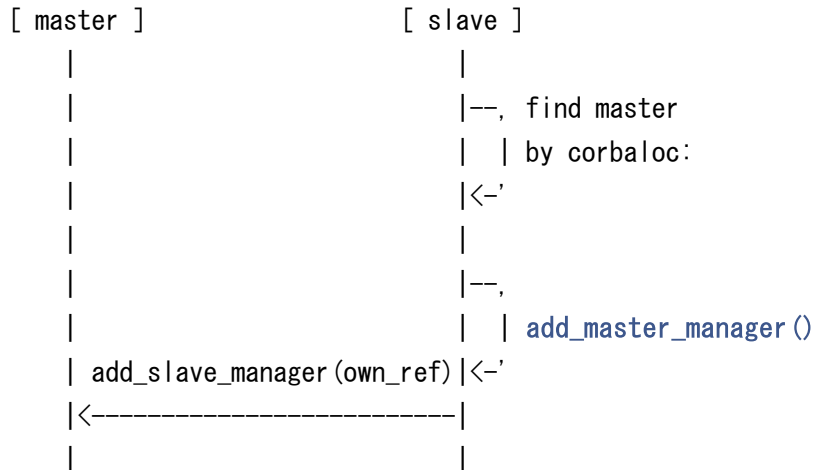 [ master ] [ slave ]
find master
by corbaloc:
add_master_manager()
add_slave_manager(own_ref)